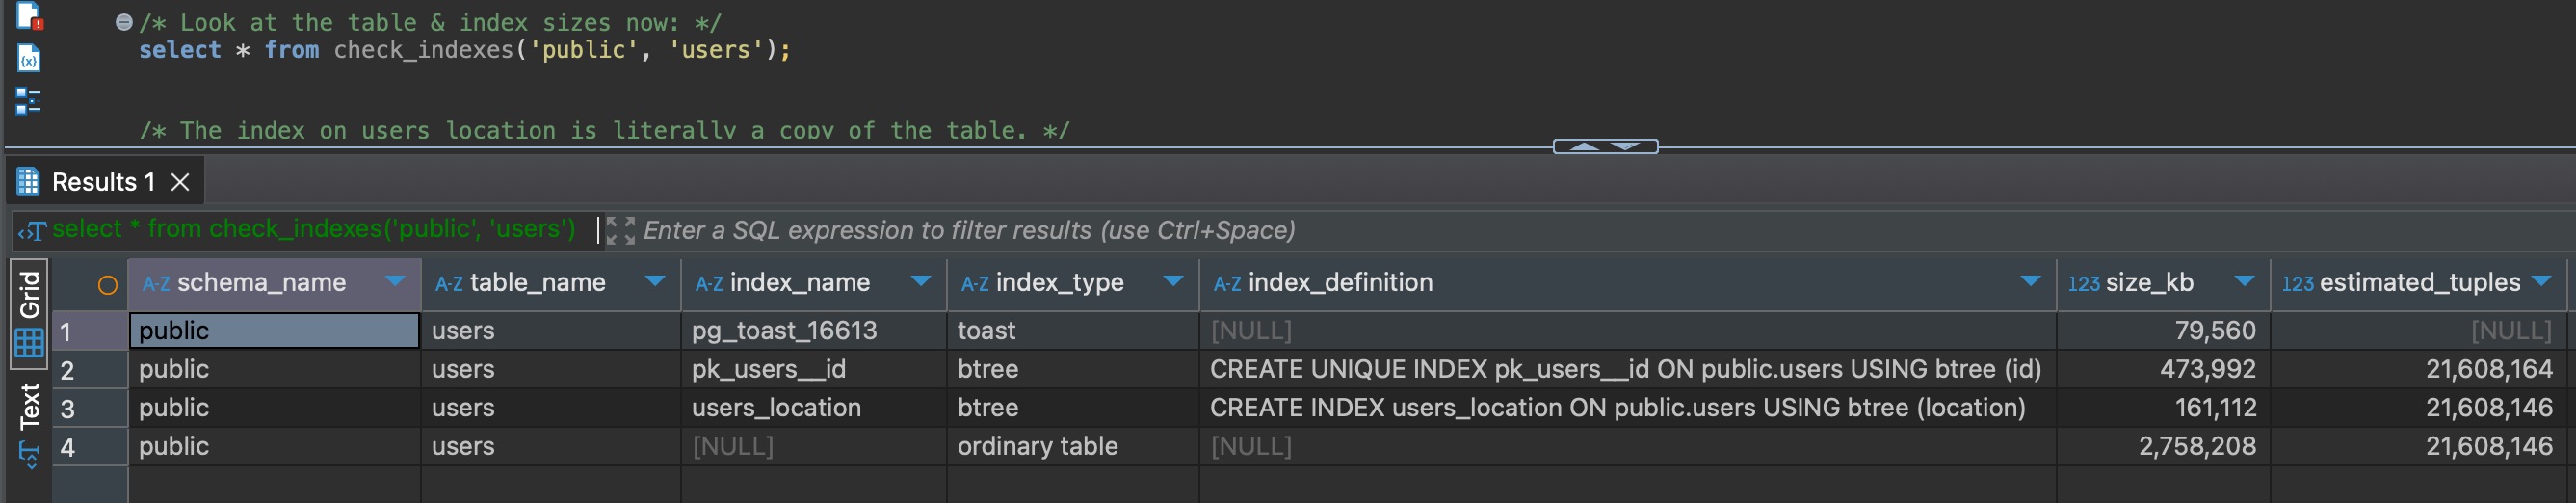 /* Look at the table & index sizes now: */
select * from check_indexes('public', 'users');
/* The index on users location is literally a copy of the table. */
Results 1
select * from check_indexes('public', 'users') Enter a SQL expression to filter results (use Ctrl+Space)
Grid
Text
A-Z schema_name A-Z table_name A-Z index_name A-Z index_type A-Z index_definition 123 size_kb 123 estimated_tuples
1 public users pg_toast_16613 toast [NULL] 79,560 [NULL]
2 public users pk_users__id btree CREATE UNIQUE INDEX pk_users__id ON public.users USING btree (id) 473,992 21,608,164
3 public users users_location btree CREATE INDEX users_location ON public.users USING btree (location) 161,112 21,608,146
4 public users [NULL] ordinary table [NULL] 2,758,208 21,608,146